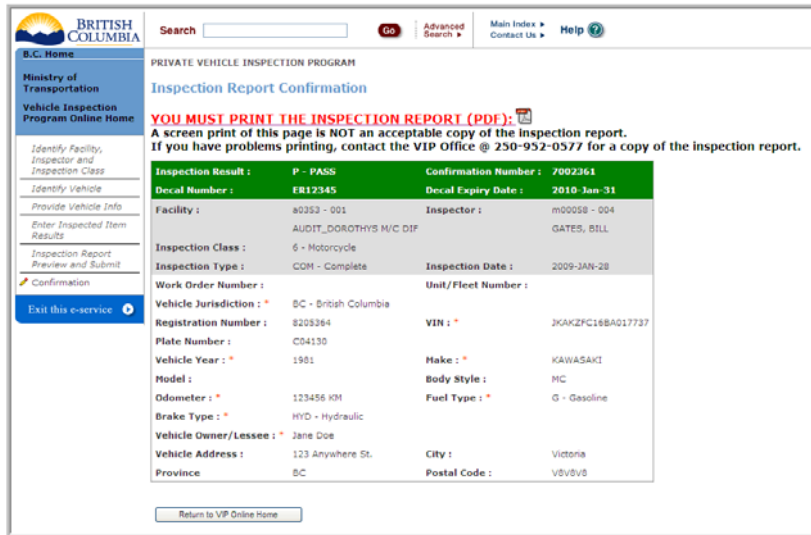 BRITISH COLUMBIA
Search Go Advanced Search Main Index Contact Us Help ?
B.C. Home
Ministry of Transportation
Vehicle Inspection Program Online Home
Identify Facility, Inspector and Inspection Class
Identify Vehicle
Provide Vehicle Info
Enter Inspected Item Results
Inspection Report Preview and Submit
Confirmation
Exit this e-service
PRIVATE VEHICLE INSPECTION PROGRAM
Inspection Report Confirmation
YOU MUST PRINT THE INSPECTION REPORT (PDF):
A screen print of this page is NOT an acceptable copy of the inspection report.
If you have problems printing, contact the VIP Office @ 250-952-0577 for a copy of the inspection report.
Inspection Result : P - PASS Confirmation Number : 7002361
Decal Number : ER12345 Decal Expiry Date : 2010-Jan-31
Facility : a0353 - 001 Inspector : m00058 - 004
AUDIT_DOROTHYS M/C DIF GATES, BILL
Inspection Class : 6 - Motorcycle
Inspection Type : COM - Complete Inspection Date : 2009-JAN-28
Work Order Number : Unit/Fleet Number :
Vehicle Jurisdiction : * BC - British Columbia
Registration Number : 8205364 VIN : * JKAKZFC16BA017737
Plate Number : C04130
Vehicle Year : * 1981 Make : * KAWASAKI
Model : Body Style : MC
Odometer : * 123456 KM Fuel Type : * G - Gasoline
Brake Type : * HYD - Hydraulic
Vehicle Owner/Lessee : * Jane Doe
Vehicle Address : 123 Anywhere St. City : Victoria
Province BC Postal Code : V8V8V8
Return to VIP Online Home